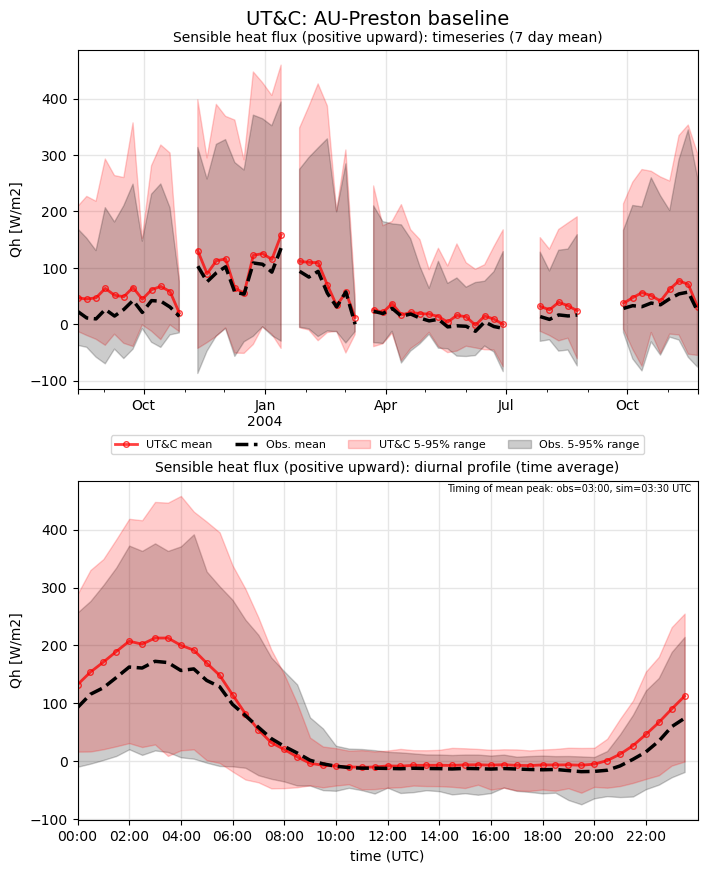 UT&C: AU-Preston baseline
Sensible heat flux (positive upward): timeseries (7 day mean)
Qh [W/m2]
400
300
200
100
0
−100
Oct
Jan
2004
Apr
Jul
Oct
UT&C mean
Obs. mean
UT&C 5-95% range
Obs. 5-95% range
Sensible heat flux (positive upward): diurnal profile (time average)
Timing of mean peak: obs=03:00, sim=03:30 UTC
Qh [W/m2]
400
300
200
100
0
−100
00:00
02:00
04:00
06:00
08:00
10:00
12:00
14:00
16:00
18:00
20:00
22:00
time (UTC)